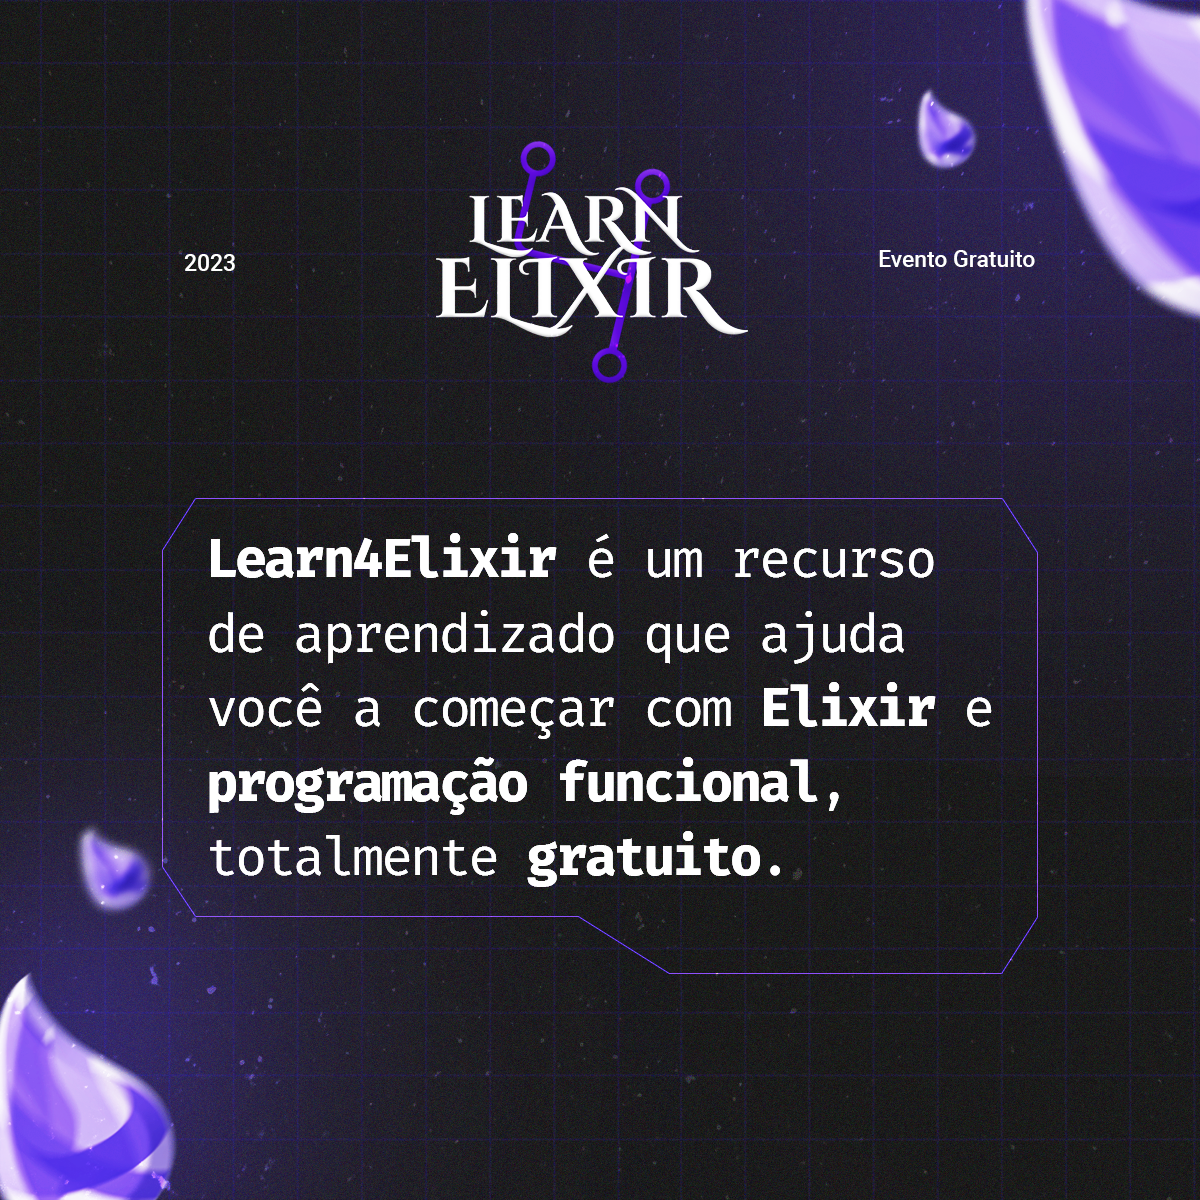 2023
LEARN
ELIXIR
Evento Gratuito
Learn4Elixir é um recurso
de aprendizado que ajuda
você a começar com Elixir e
programação funcional,
totalmente gratuito.